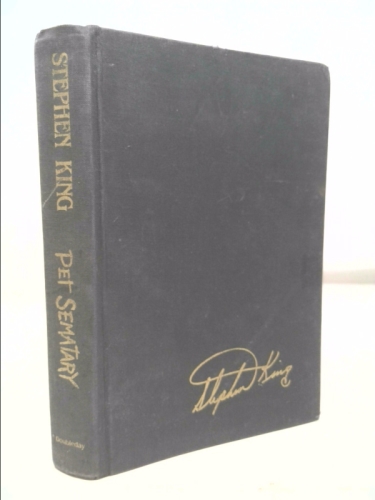 STEPHEN KING
PET SEMATARY
Doubleday
Stephen King